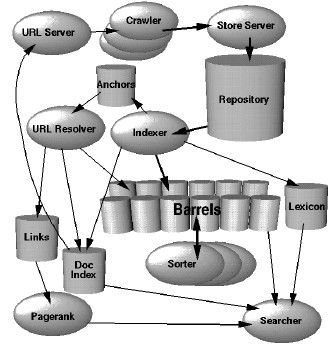 Crawler
URL Server
Store Server
Anchors
Repository
URL Resolver
Indexer
Barrels
Lexicon
Links
Doc
Index
Sorter
Pagerank
Searcher